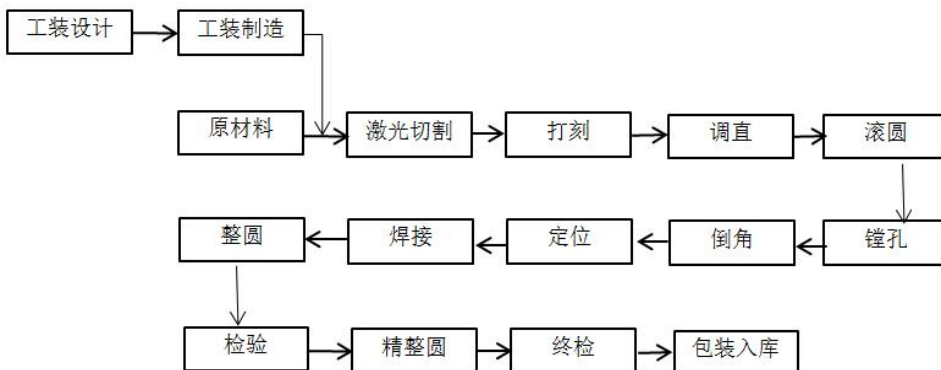 工装设计
工装制造
原材料
激光切割
打刻
调直
滚圆
整圆
焊接
定位
倒角
镗孔
检验
精整圆
终检
包装入库